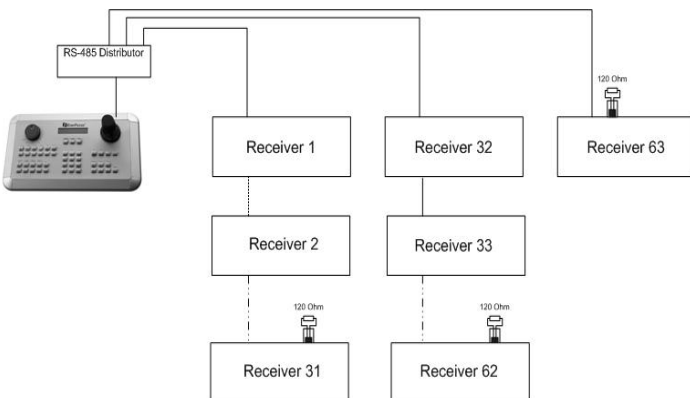 RS-485 Distributor
120 Ohm
Receiver 1
Receiver 32
Receiver 63
Receiver 2
Receiver 33
120 Ohm
120 Ohm
Receiver 31
Receiver 62